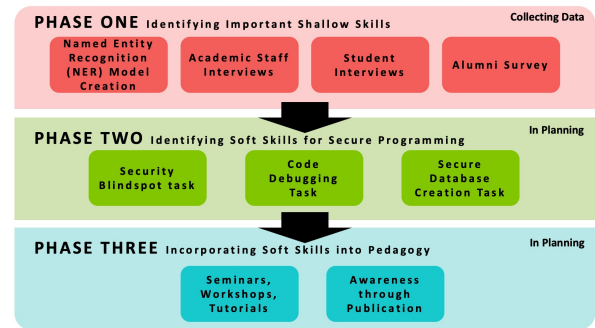 PHASE ONE Identifying Important Shallow Skills
Collecting Data
Named Entity
Recognition
(NER) Model
Creation
Academic Staff
Interviews
Student
Interviews
Alumni Survey
PHASE TWO Identifying Soft Skills for Secure Programming
In Planning
Security
Blindspot task
Code
Debugging
Task
Secure
Database
Creation Task
PHASE THREE Incorporating Soft Skills into Pedagogy
In Planning
Seminars,
Workshops,
Tutorials
Awareness
through
Publication